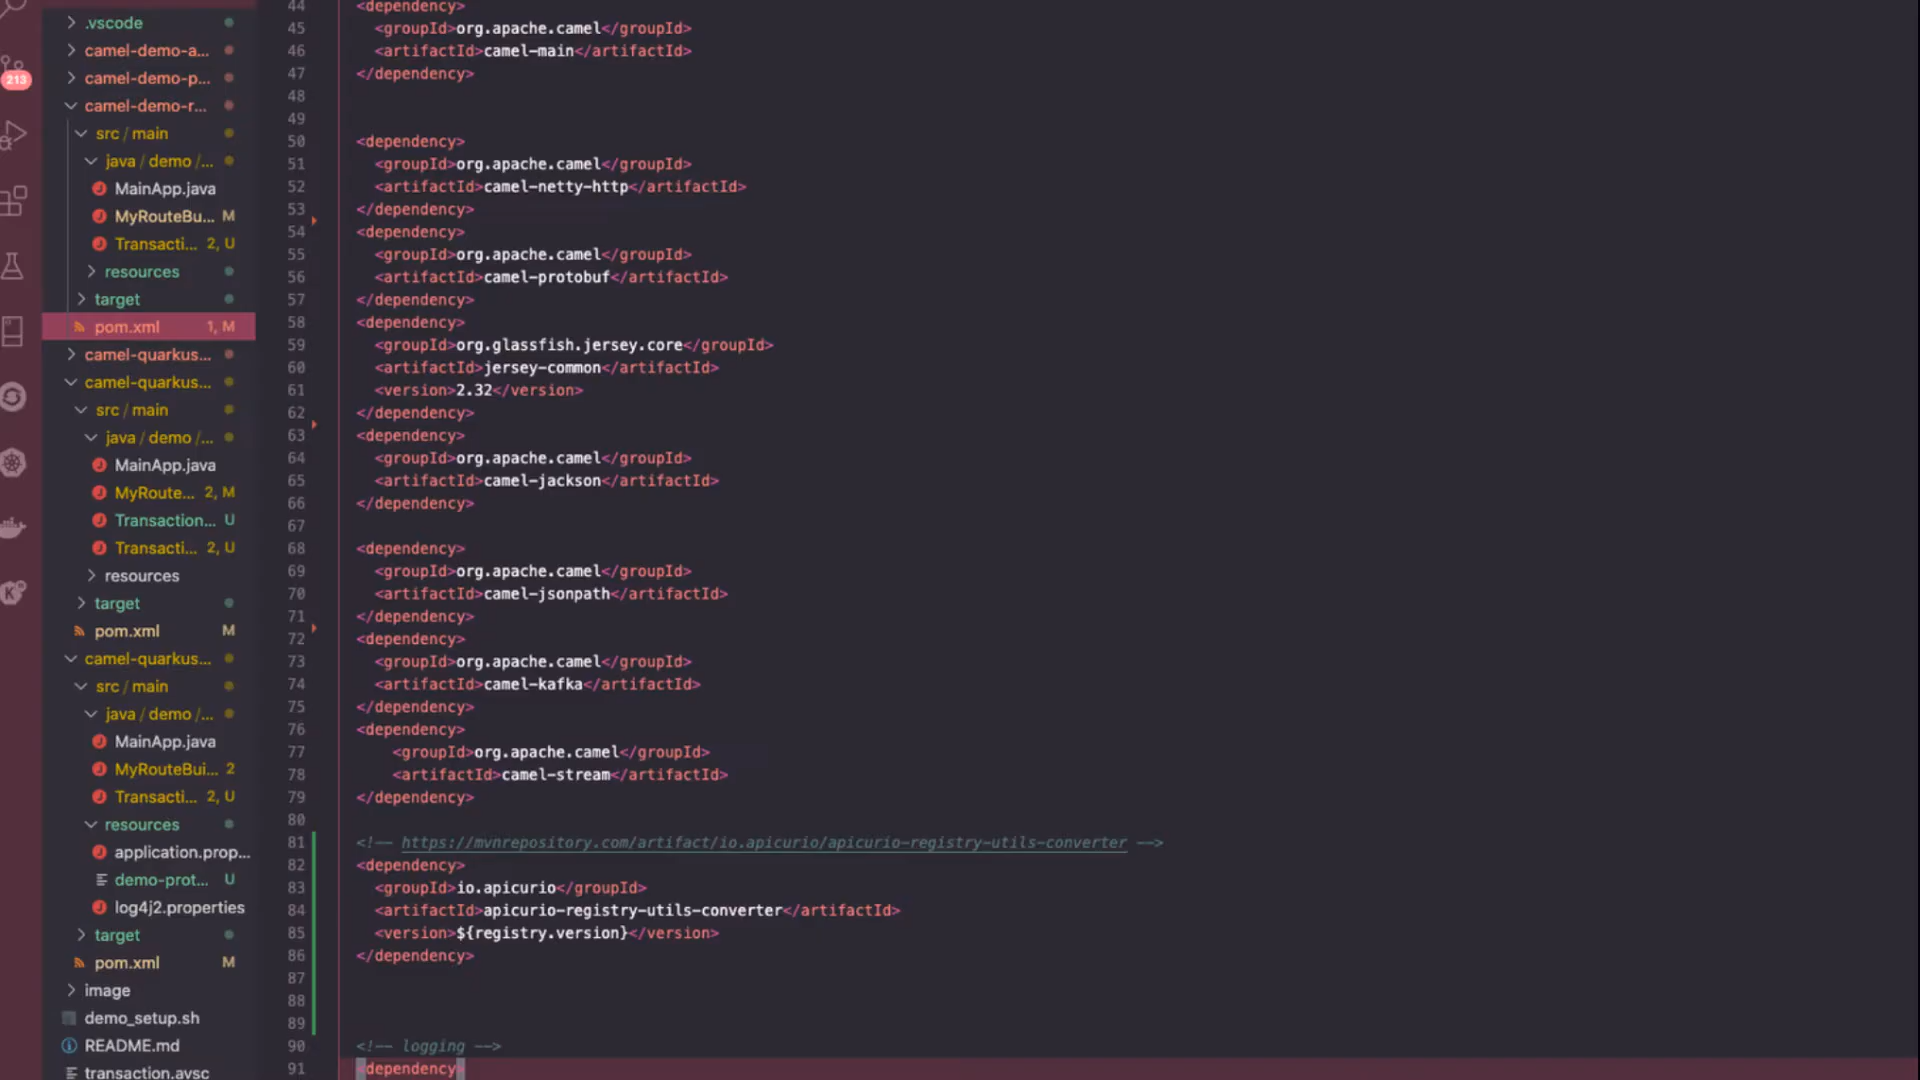 213
.vscode
camel-demo-a...
camel-demo-p...
camel-demo-r...
src / main
java / demo / ...
MainApp.java
MyRouteBu... M
Transacti... 2, U
resources
target
pom.xml 1, M
camel-quarkus...
camel-quarkus...
src / main
java / demo / ...
MainApp.java
MyRoute... 2, M
Transaction... U
Transacti... 2, U
resources
target
pom.xml M
camel-quarkus...
src / main
java / demo / ...
MainApp.java
MyRouteBui... 2
Transacti... 2, U
resources
application.prop...
demo-prot... U
log4j2.properties
target
pom.xml M
image
demo_setup.sh
README.md
transaction.avsc
44 <dependency>
45 <groupId>org.apache.camel</groupId>
46 <artifactId>camel-main</artifactId>
47 </dependency>
48
49
50 <dependency>
51 <groupId>org.apache.camel</groupId>
52 <artifactId>camel-netty-http</artifactId>
53 </dependency>
54 <dependency>
55 <groupId>org.apache.camel</groupId>
56 <artifactId>camel-protobuf</artifactId>
57 </dependency>
58 <dependency>
59 <groupId>org.glassfish.jersey.core</groupId>
60 <artifactId>jersey-common</artifactId>
61 <version>2.32</version>
62 </dependency>
63 <dependency>
64 <groupId>org.apache.camel</groupId>
65 <artifactId>camel-jackson</artifactId>
66 </dependency>
67
68 <dependency>
69 <groupId>org.apache.camel</groupId>
70 <artifactId>camel-jsonpath</artifactId>
71 </dependency>
72 <dependency>
73 <groupId>org.apache.camel</groupId>
74 <artifactId>camel-kafka</artifactId>
75 </dependency>
76 <dependency>
77 <groupId>org.apache.camel</groupId>
78 <artifactId>camel-stream</artifactId>
79 </dependency>
80
81 <!-- https://mvnrepository.com/artifact/io.apicurio/apicurio-registry-utils-converter -->
82 <dependency>
83 <groupId>io.apicurio</groupId>
84 <artifactId>apicurio-registry-utils-converter</artifactId>
85 <version>${registry.version}</version>
86 </dependency>
87
88
89
90 <!-- logging -->
91 <dependency>